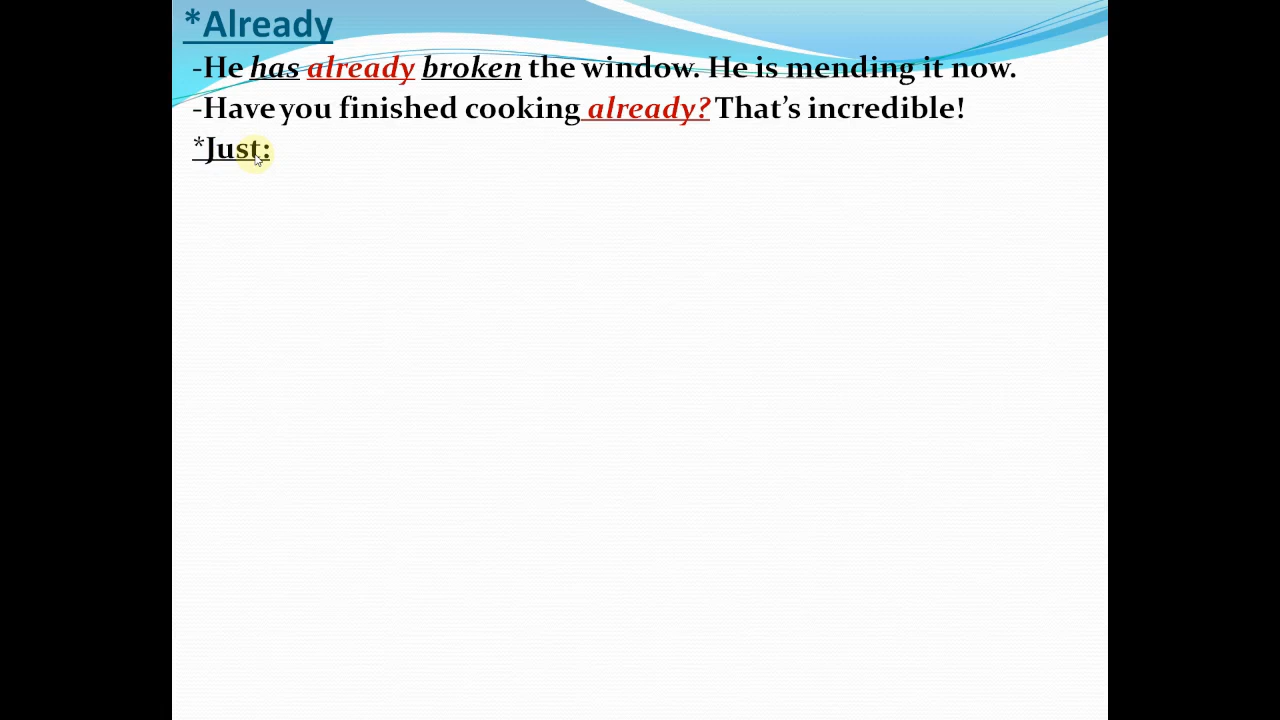 *Already
-He has already broken the window. He is mending it now.
-Have you finished cooking already? That’s incredible!
*Just: